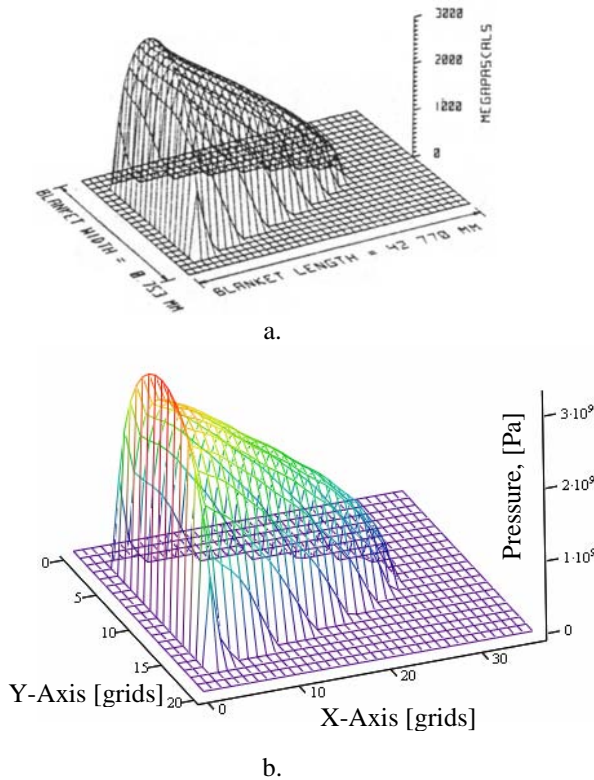 3000
2000
1000
0
MEGAPASCALS
BLANKET WIDTH = 0.753 MM
BLANKET LENGTH = 42 770 MM
a.
3·10⁹
2·10⁹
1·10⁹
0
Pressure, [Pa]
0
5
10
15
20
Y-Axis [grids]
0
10
20
30
X-Axis [grids]
b.